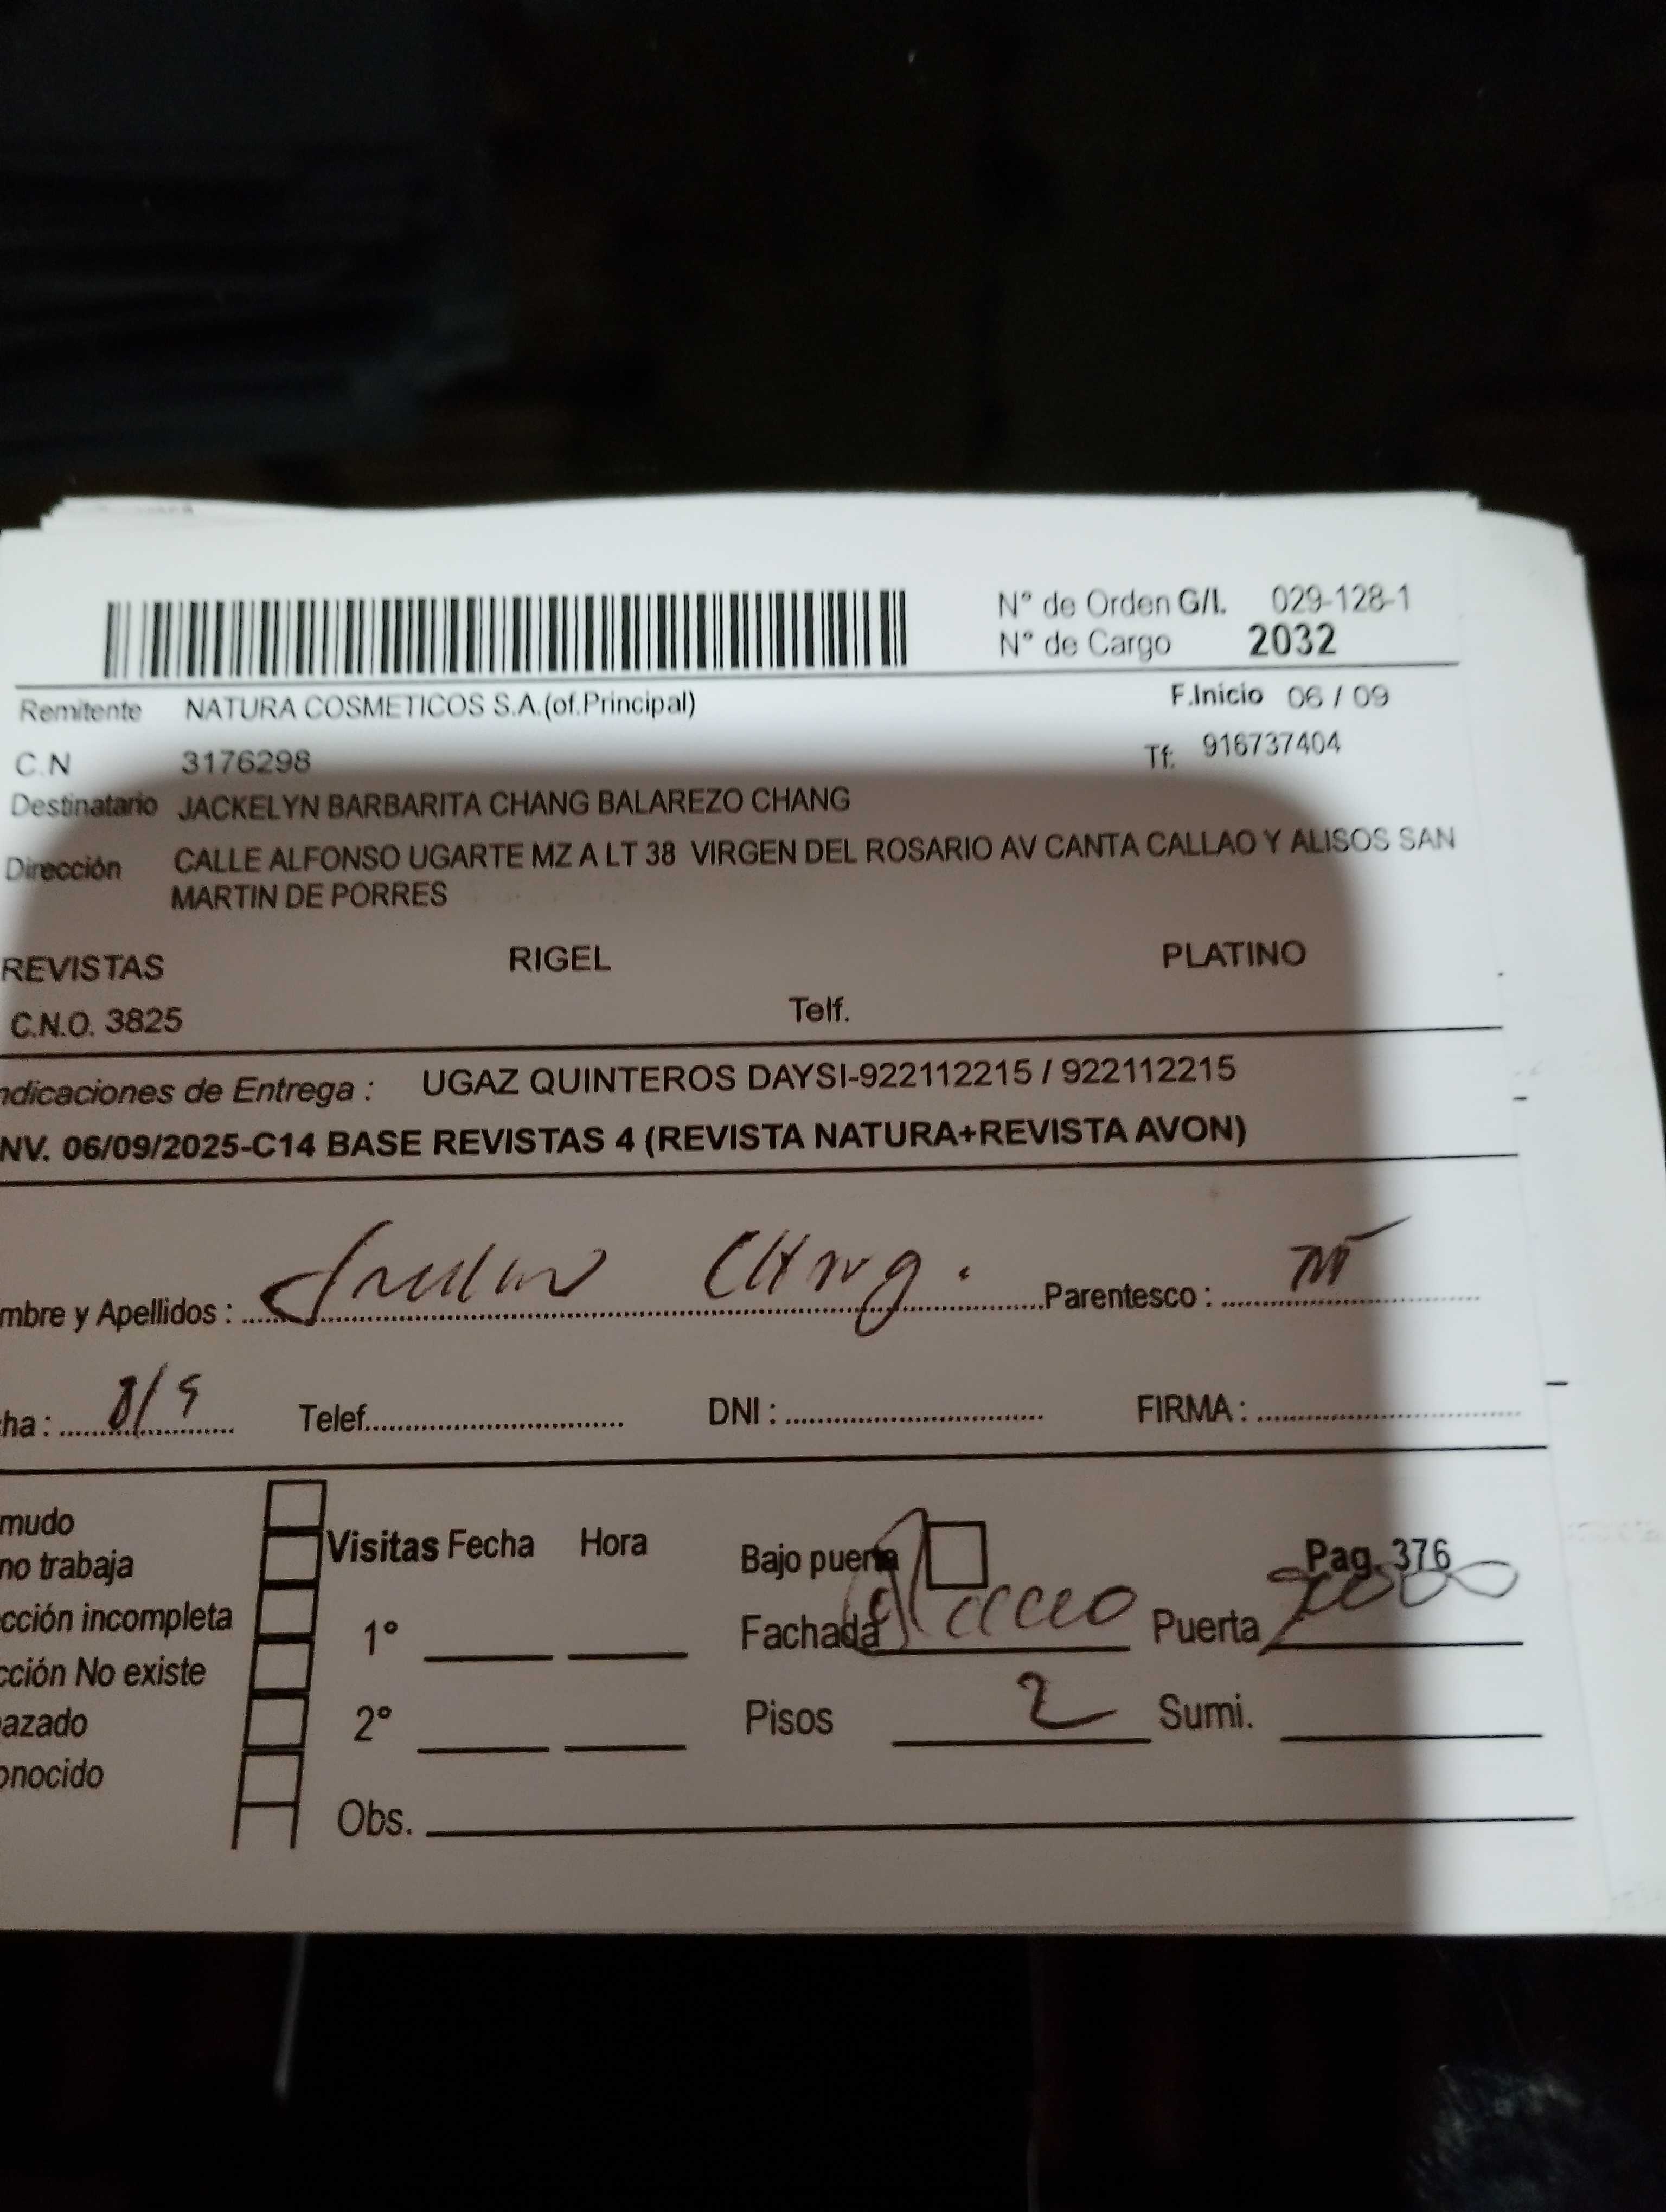 N° de Orden G/I. 029-128-1
N° de Cargo 2032
Remitente NATURA COSMETICOS S.A.(of.Principal) F.Inicio 06 / 09
C.N 3176298 Tf: 916737404
Destinatario JACKELYN BARBARITA CHANG BALAREZO CHANG
Dirección CALLE ALFONSO UGARTE MZ A LT 38 VIRGEN DEL ROSARIO AV CANTA CALLAO Y ALISOS SAN
MARTIN DE PORRES
REVISTAS RIGEL PLATINO
C.N.O. 3825 Telf.
ndicaciones de Entrega : UGAZ QUINTEROS DAYSI-922112215 / 922112215
NV. 06/09/2025-C14 BASE REVISTAS 4 (REVISTA NATURA+REVISTA AVON)
mbre y Apellidos : Chang. Parentesco :
ha : 8/9 Telef. DNI : FIRMA :
mudo
no trabaja Visitas Fecha Hora Bajo puerta Pag. 376
cción incompleta 1° Fachada Puerta
cción No existe
azado 2° Pisos 2 Sumi.
onocido
Obs.